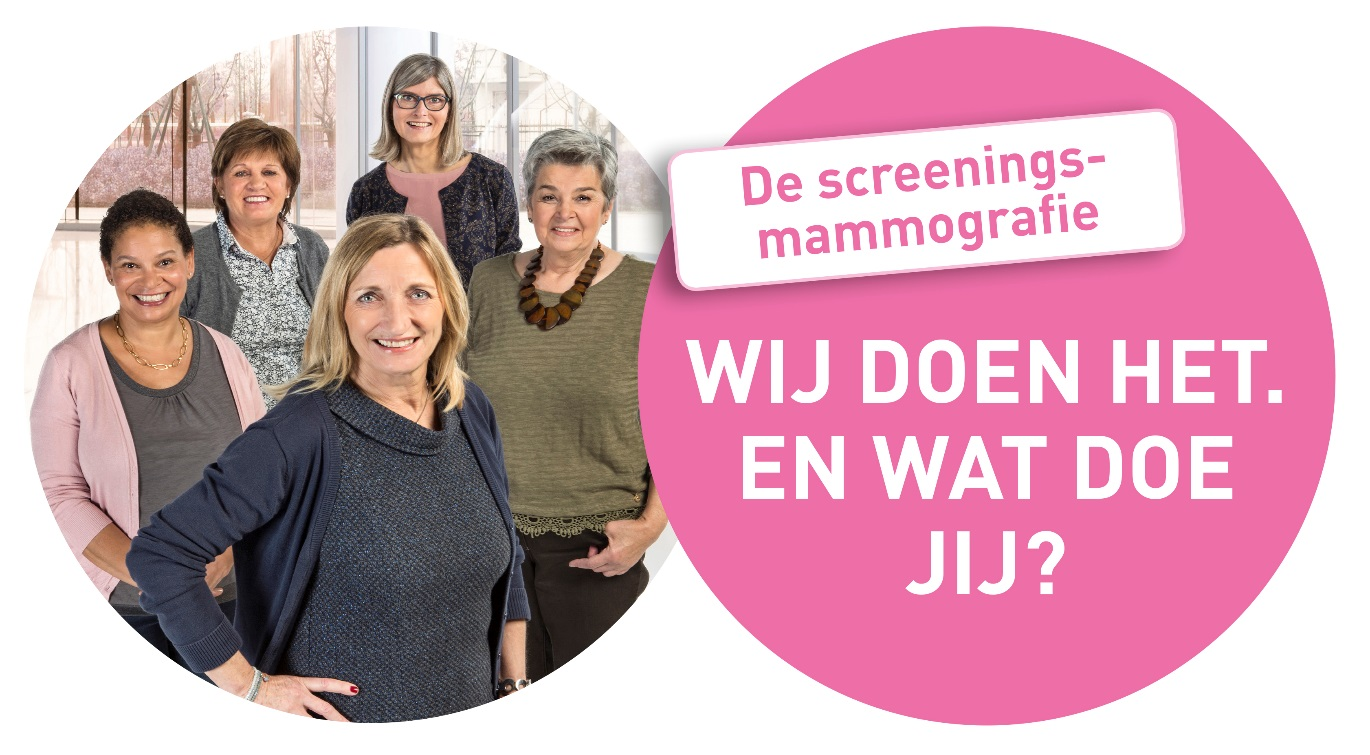 De screenings-
mammografie
WIJ DOEN HET.
EN WAT DOE
JIJ?